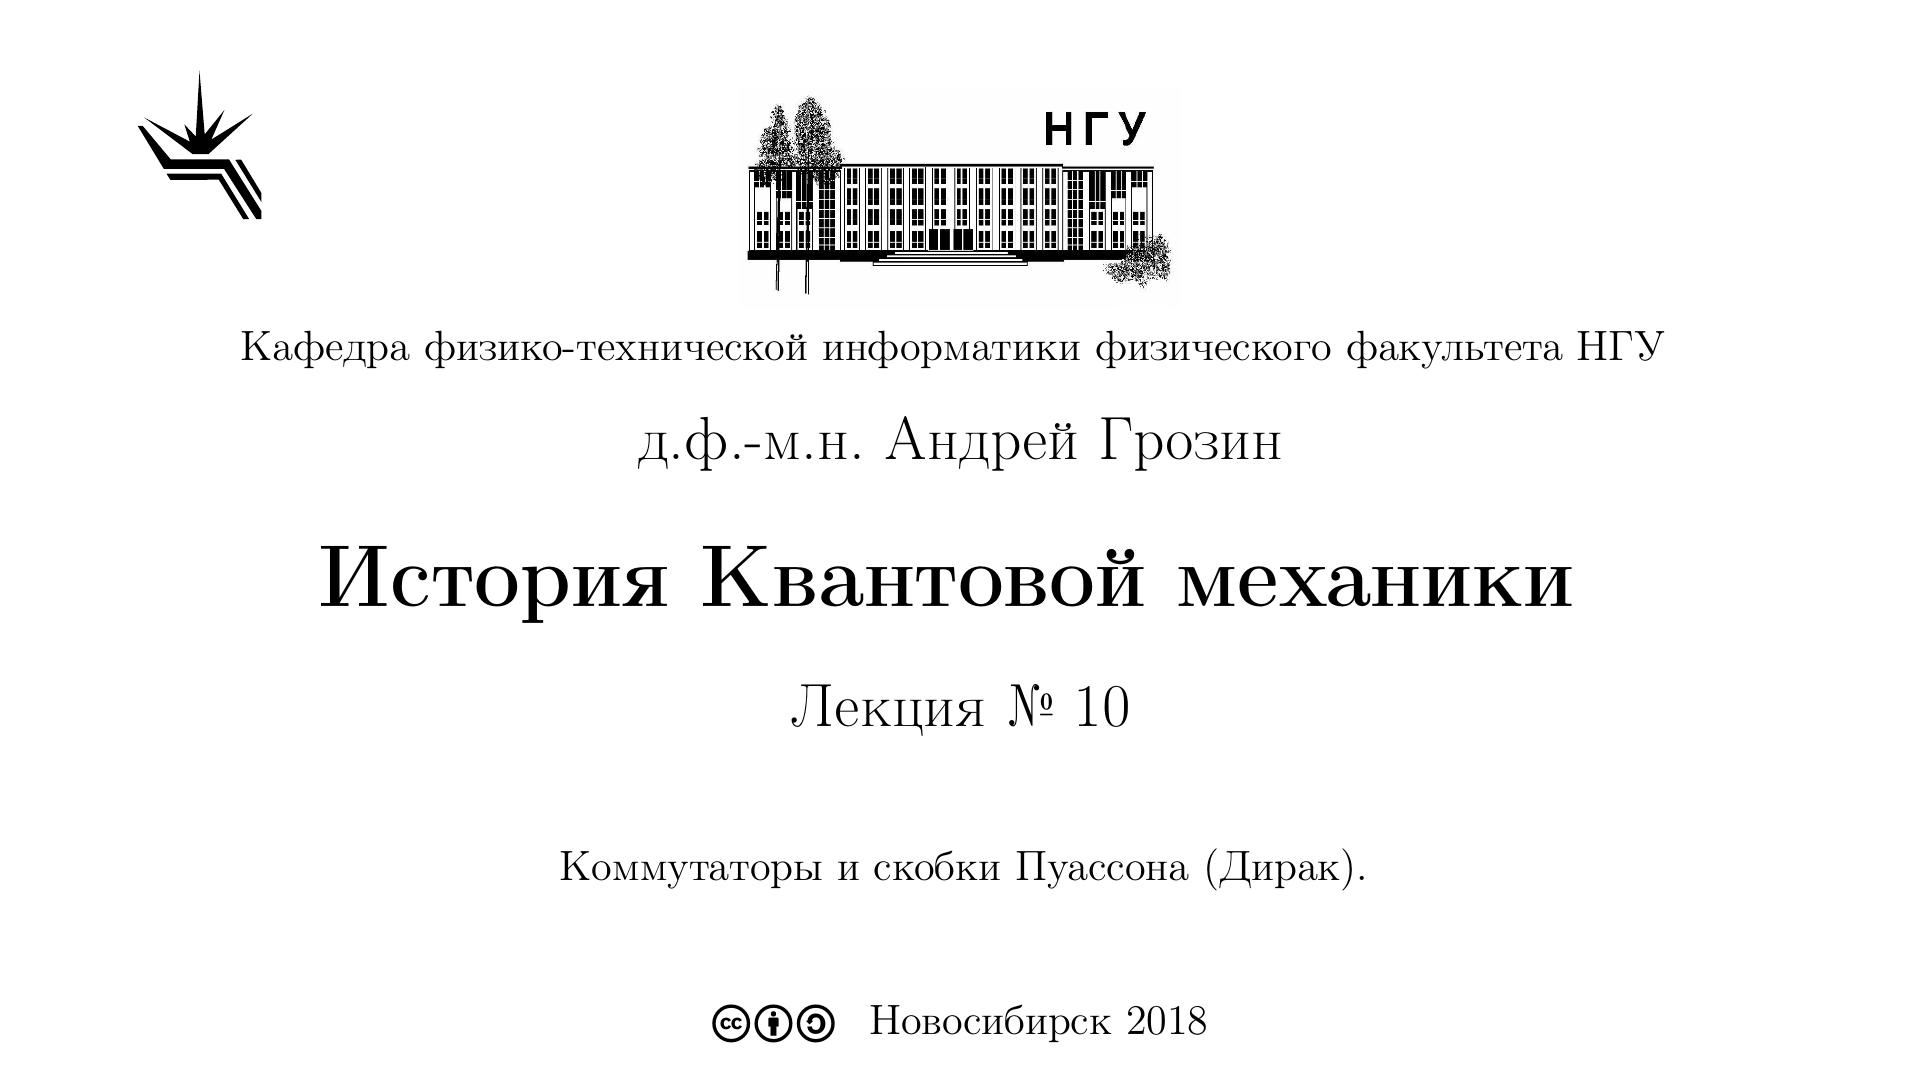 НГУ
Кафедра физико-технической информатики физического факультета НГУ
д.ф.-м.н. Андрей Грозин
История Квантовой механики
Лекция № 10
Коммутаторы и скобки Пуассона (Дирак).
cc Новосибирск 2018